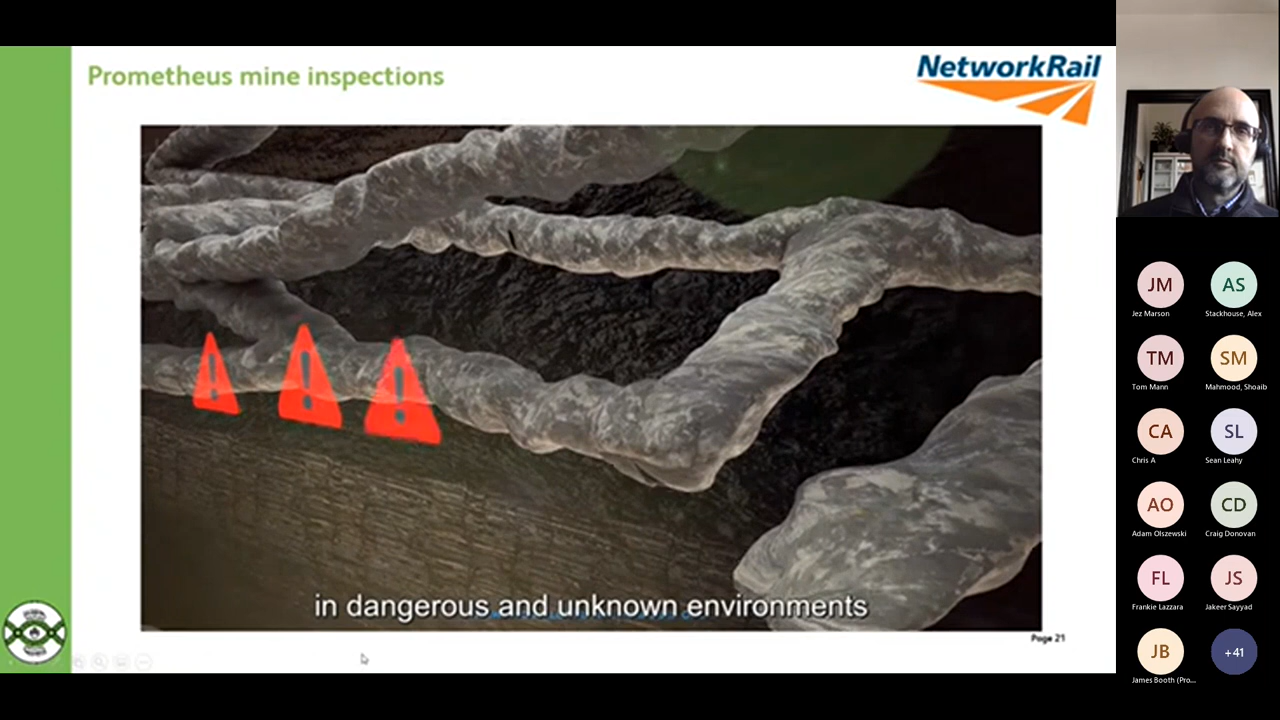 Prometheus mine inspections
NetworkRail
in dangerous and unknown environments
Page 21
JM
Jez Marson
AS
Stackhouse, Alex
TM
Tom Mann
SM
Mahmood, Shoaib
CA
Chris A
SL
Sean Leahy
AO
Adam Olszewski
CD
Craig Donovan
FL
Frankie Lazzara
JS
Jakeer Sayyad
JB
James Booth (Pro...
+41